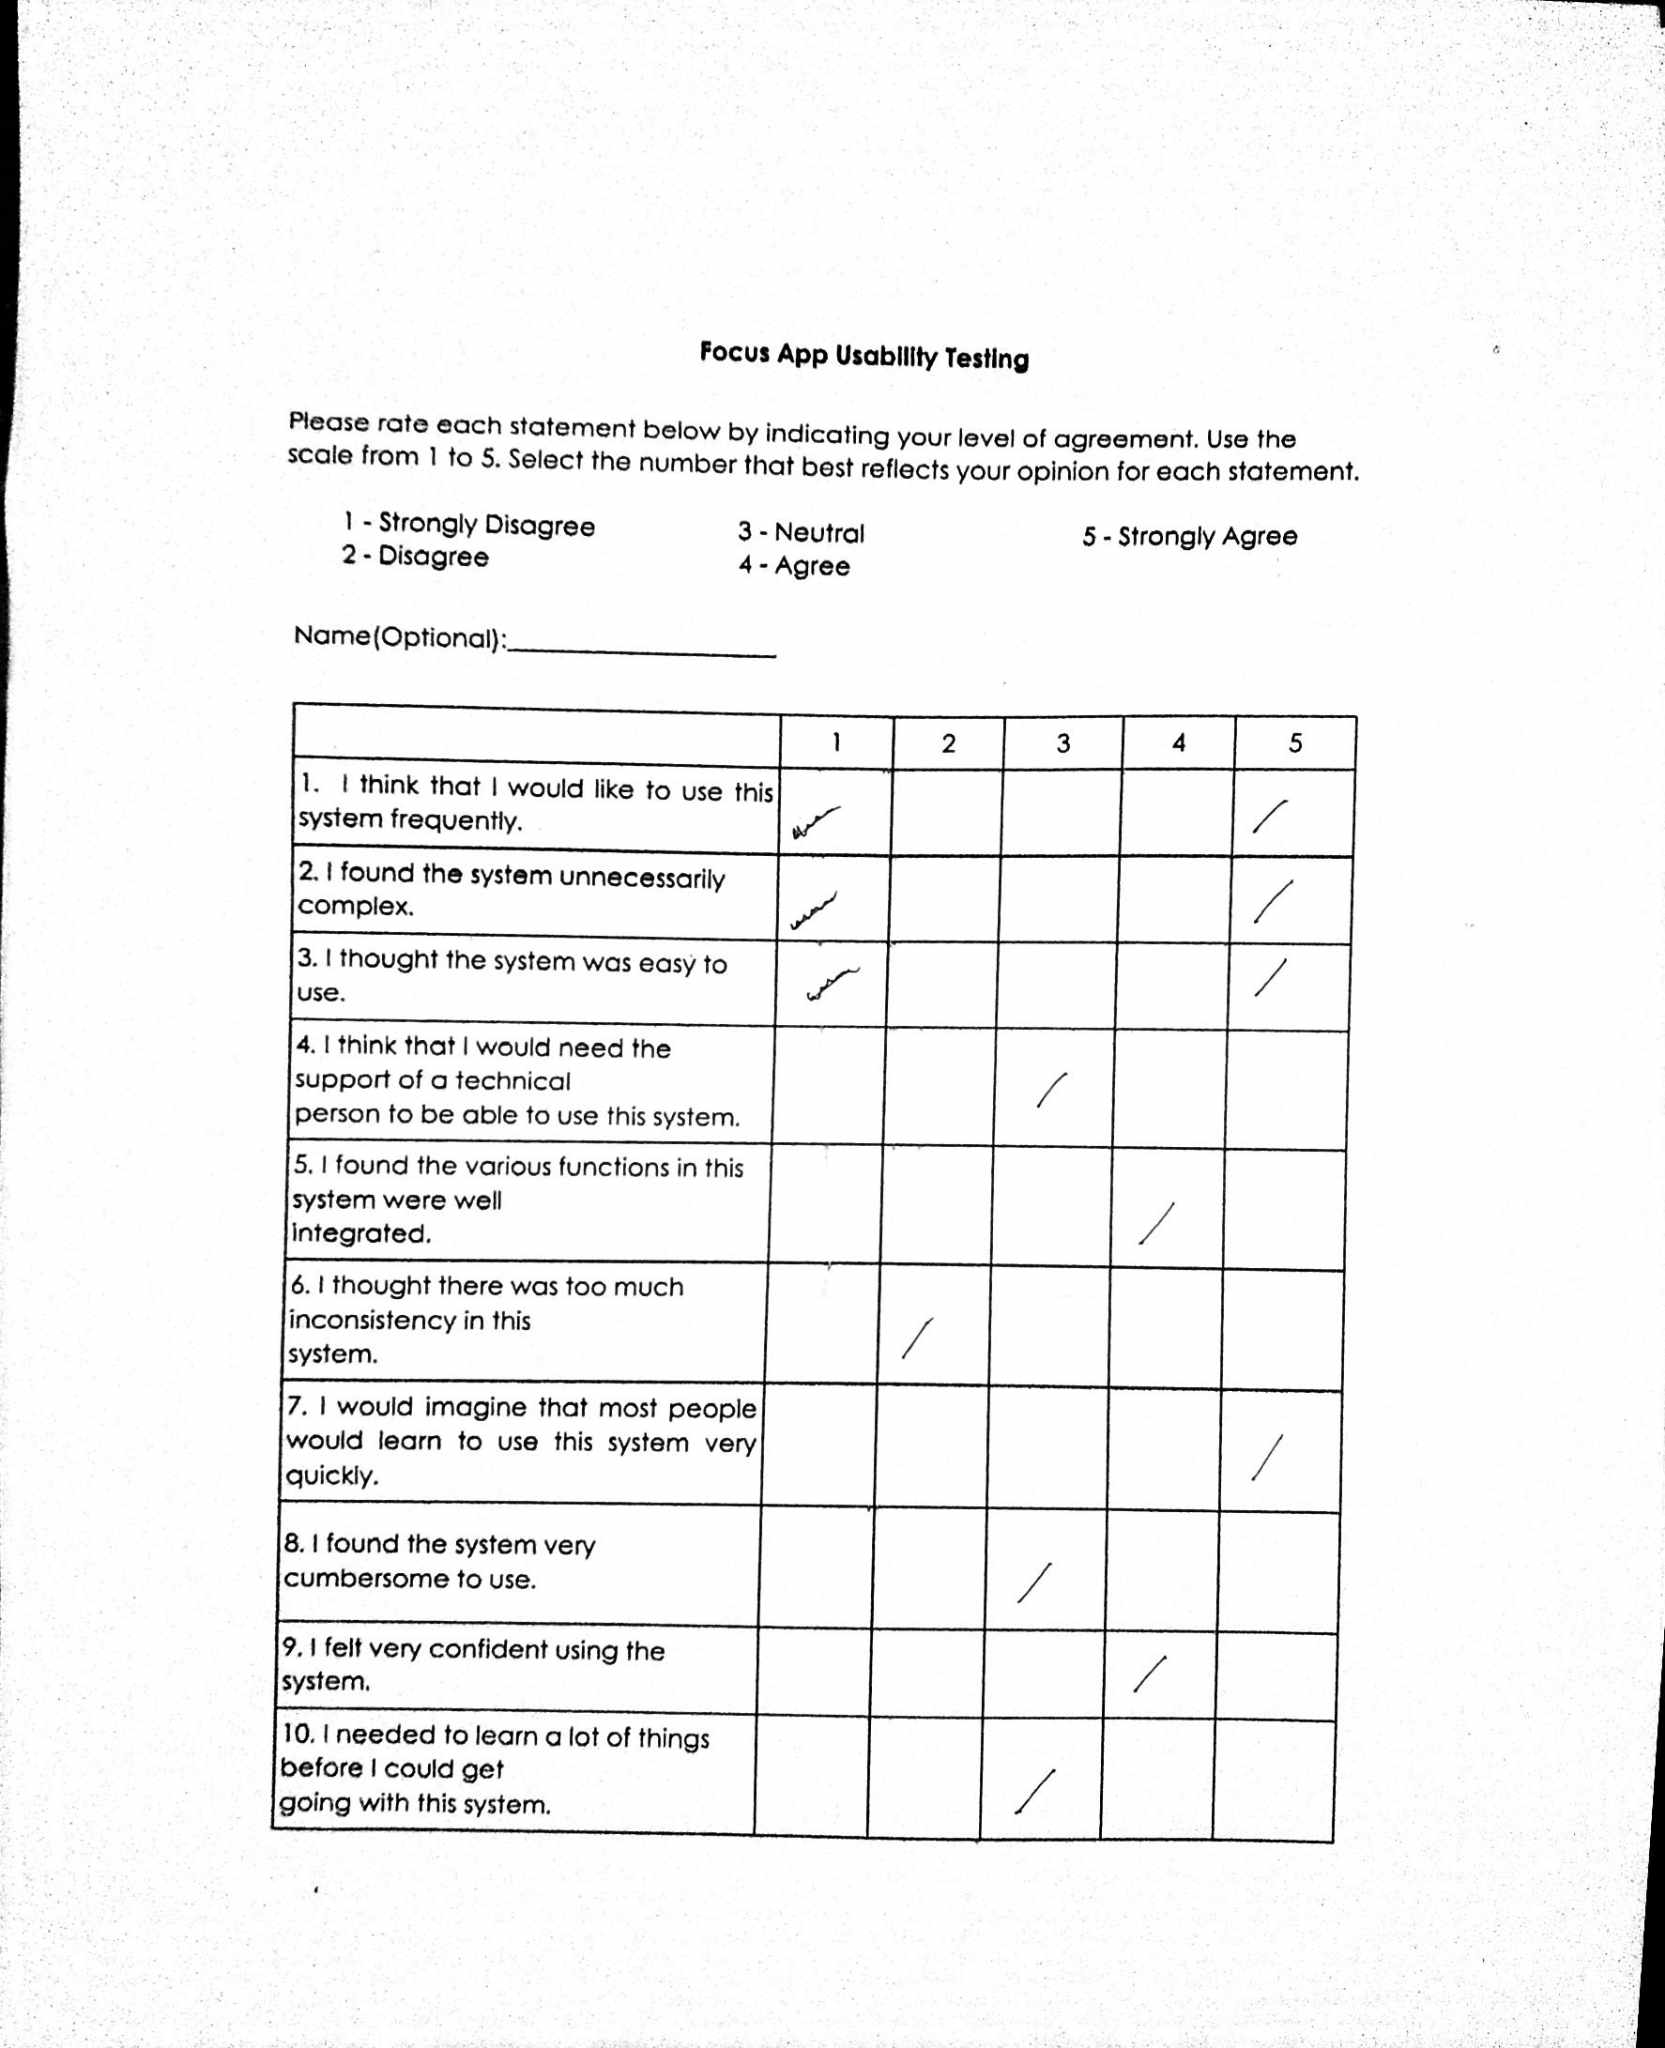 Focus App Usability Testing
Please rate each statement below by indicating your level of agreement. Use the
scale from 1 to 5. Select the number that best reflects your opinion for each statement.
1 - Strongly Disagree
2 - Disagree
3 - Neutral
4 - Agree
5 - Strongly Agree
Name(Optional):
1 2 3 4 5
1. I think that I would like to use this
system frequently. / /
2. I found the system unnecessarily
complex. / /
3. I thought the system was easy to
use. / /
4. I think that I would need the
support of a technical /
person to be able to use this system.
5. I found the various functions in this
system were well /
integrated.
6. I thought there was too much
inconsistency in this /
system.
7. I would imagine that most people
would learn to use this system very /
quickly.
8. I found the system very
cumbersome to use. /
9. I felt very confident using the
system. /
10. I needed to learn a lot of things
before I could get /
going with this system.